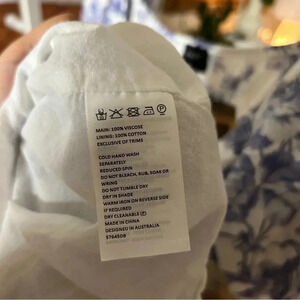 MAIN: 100% VISCOSE
LINING: 100% COTTON
EXCLUSIVE OF TRIMS
COLD HAND WASH
SEPARATELY
REDUCED SPIN
DO NOT BLEACH, RUB, SOAK OR
WRING
DO NOT TUMBLE DRY
DRY IN SHADE
WARM IRON ON REVERSE SIDE
IF REQUIRED
DRY CLEANABLE Ⓟ
MADE IN CHINA
DESIGNED IN AUSTRALIA
5764508